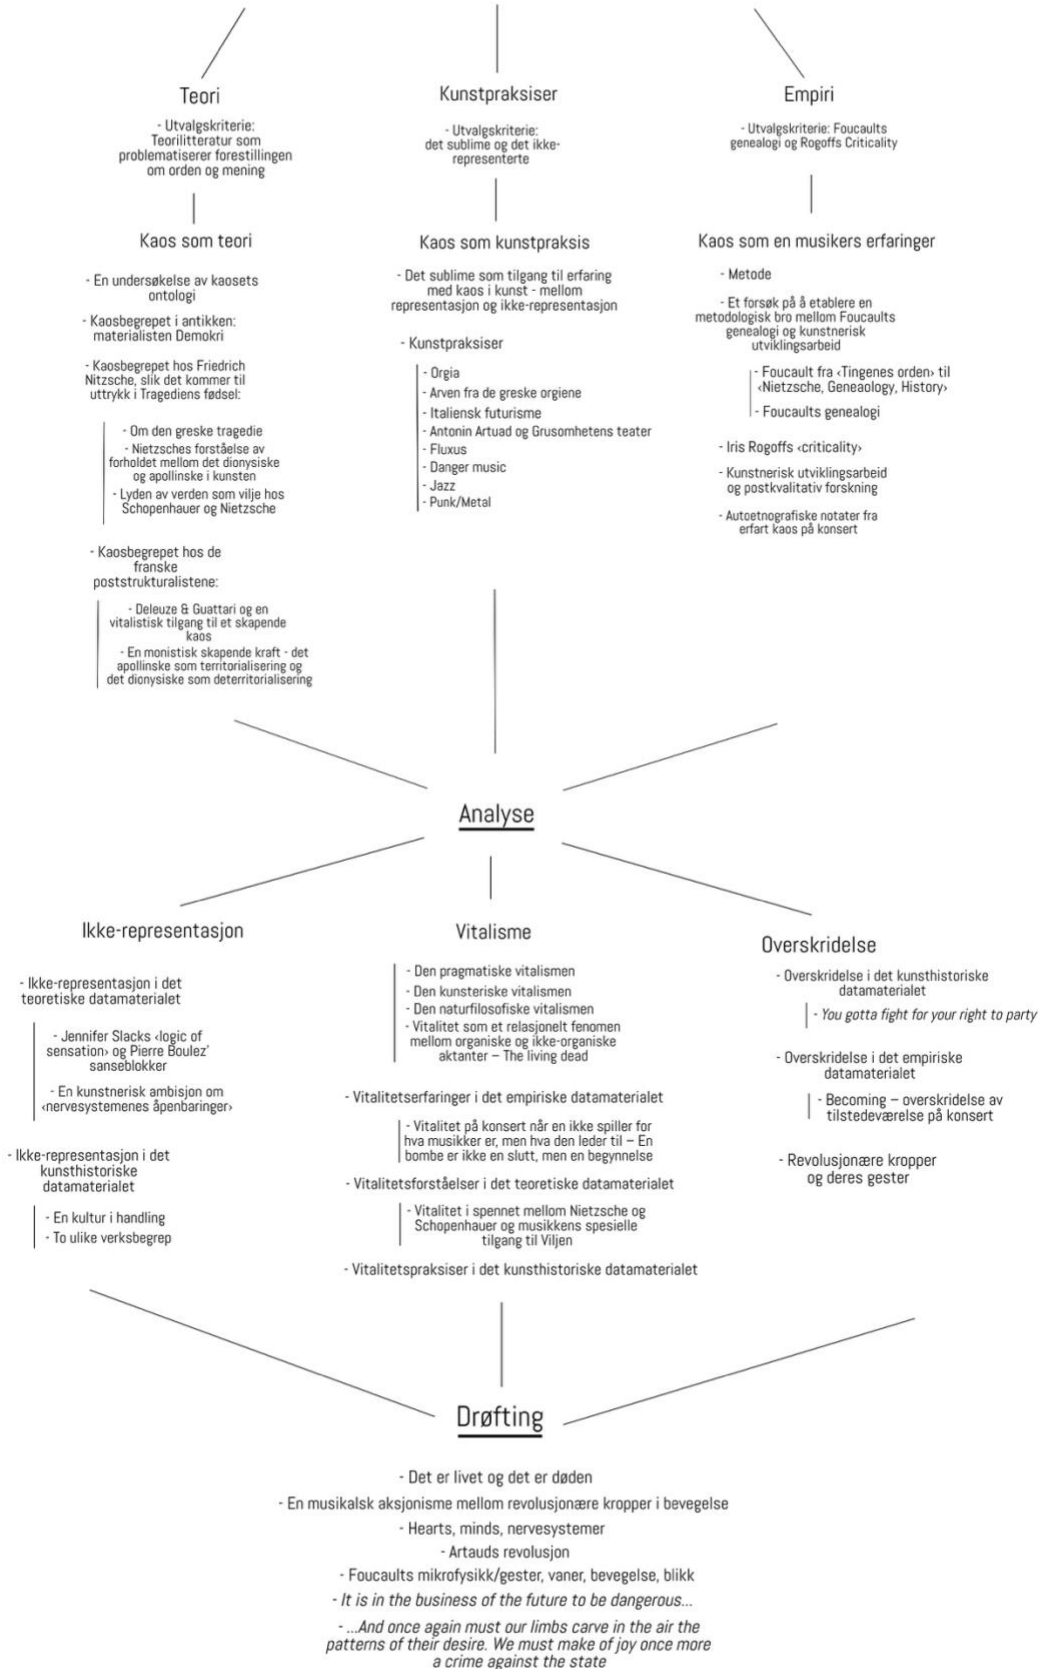 Teori
- Utvalgskriterie:
Teorilitteratur som
problematiserer forestillingen
om orden og mening
Kaos som teori
- En undersøkelse av kaosets
ontologi
- Kaosbegrepet i antikken:
materialisten Demokri
- Kaosbegrepet hos Friedrich
Nitzsche, slik det kommer til
uttrykk i Tragediens fødsel:
- Om den greske tragedie
- Nietzsches forståelse av
forholdet mellom det dionysiske
og apollinske i kunsten
- Lyden av verden som vilje hos
Schopenhauer og Nietzsche
- Kaosbegrepet hos de
franske
poststrukturalistene:
- Deleuze & Guattari og en
vitalistisk tilgang til et skapende
kaos
- En monistisk skapende kraft - det
apollinske som territorialisering og
det dionysiske som deterritorialisering
Kunstpraksiser
- Utvalgskriterie:
det sublime og det ikke-
representerte
Kaos som kunstpraksis
- Det sublime som tilgang til erfaring
med kaos i kunst - mellom
representasjon og ikke-representasjon
- Kunstpraksiser
- Orgia
- Arven fra de greske orgiene
- Italiensk futurisme
- Antonin Artuad og Grusomhetens teater
- Fluxus
- Danger music
- Jazz
- Punk/Metal
Empiri
- Utvalgskriterie: Foucaults
genealogi og Rogoffs Criticality
Kaos som en musikers erfaringer
- Metode
- Et forsøk på å etablere en
metodologisk bro mellom Foucaults
genealogi og kunstnerisk
utviklingsarbeid
- Foucault fra ‹Tingenes orden› til
‹Nietzsche, Geneaology, History›
- Foucaults genealogi
- Iris Rogoffs ‹criticality›
- Kunstnerisk utviklingsarbeid
og postkvalitativ forskning
- Autoetnografiske notater fra
erfart kaos på konsert
Analyse
Ikke-representasjon
- Ikke-representasjon i det
teoretiske datamaterialet
- Jennifer Slacks ‹logic of
sensation› og Pierre Boulez'
sanseblokker
- En kunstnerisk ambisjon om
‹nervesystemenes åpenbaringer›
- Ikke-representasjon i det
kunsthistoriske
datamaterialet
- En kultur i handling
- To ulike verksbegrep
Vitalisme
- Den pragmatiske vitalismen
- Den kunsteriske vitalismen
- Den naturfilosofiske vitalismen
- Vitalitet som et relasjonelt fenomen
mellom organiske og ikke-organiske
aktanter – The living dead
- Vitalitetserfaringer i det empiriske datamaterialet
- Vitalitet på konsert når en ikke spiller for
hva musikker er, men hva den leder til – En
bombe er ikke en slutt, men en begynnelse
- Vitalitetsforståelser i det teoretiske datamaterialet
- Vitalitet i spennet mellom Nietzsche og
Schopenhauer og musikkens spesielle
tilgang til Viljen
- Vitalitetspraksiser i det kunsthistoriske datamaterialet
Overskridelse
- Overskridelse i det kunsthistoriske
datamaterialet
- You gotta fight for your right to party
- Overskridelse i det empiriske
datamaterialet
- Becoming – overskridelse av
tilstedeværelse på konsert
- Revolusjonære kropper
og deres gester
Drøfting
- Det er livet og det er døden
- En musikalsk aksjonisme mellom revolusjonære kropper i bevegelse
- Hearts, minds, nervesystemer
- Artauds revolusjon
- Foucaults mikrofysikk/gester, vaner, bevegelse, blikk
- It is in the business of the future to be dangerous...
- ...And once again must our limbs carve in the air the
patterns of their desire. We must make of joy once more
a crime against the state